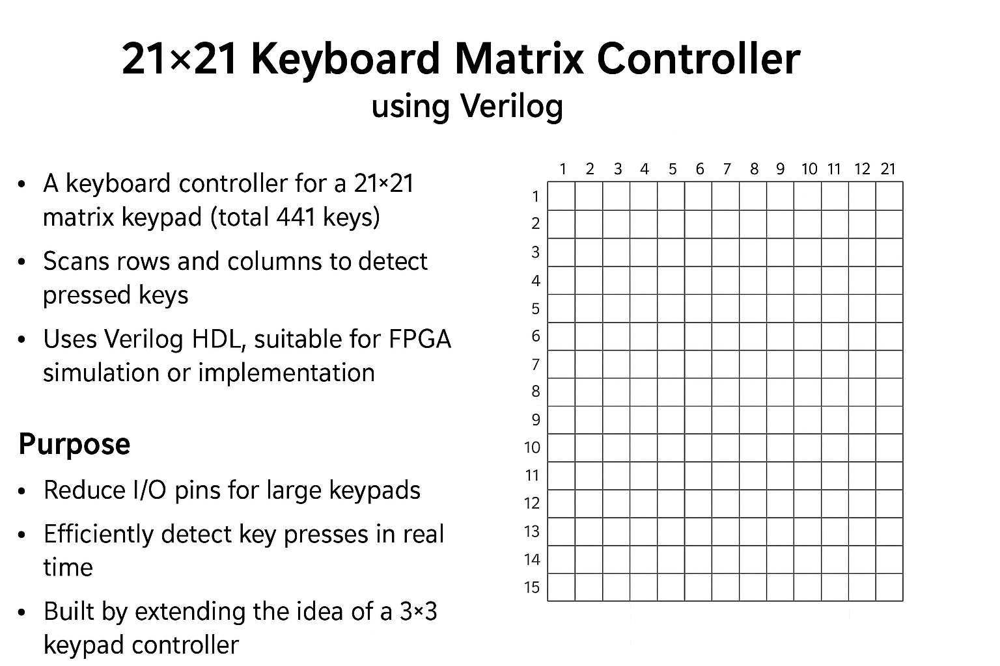 21×21 Keyboard Matrix Controller
using Verilog
• A keyboard controller for a 21×21
matrix keypad (total 441 keys)
• Scans rows and columns to detect
pressed keys
• Uses Verilog HDL, suitable for FPGA
simulation or implementation
Purpose
• Reduce I/O pins for large keypads
• Efficiently detect key presses in real
time
• Built by extending the idea of a 3×3
keypad controller
1 2 3 4 5 6 7 8 9 10 11 12 21
1
2
3
4
5
6
7
8
9
10
11
12
13
14
15